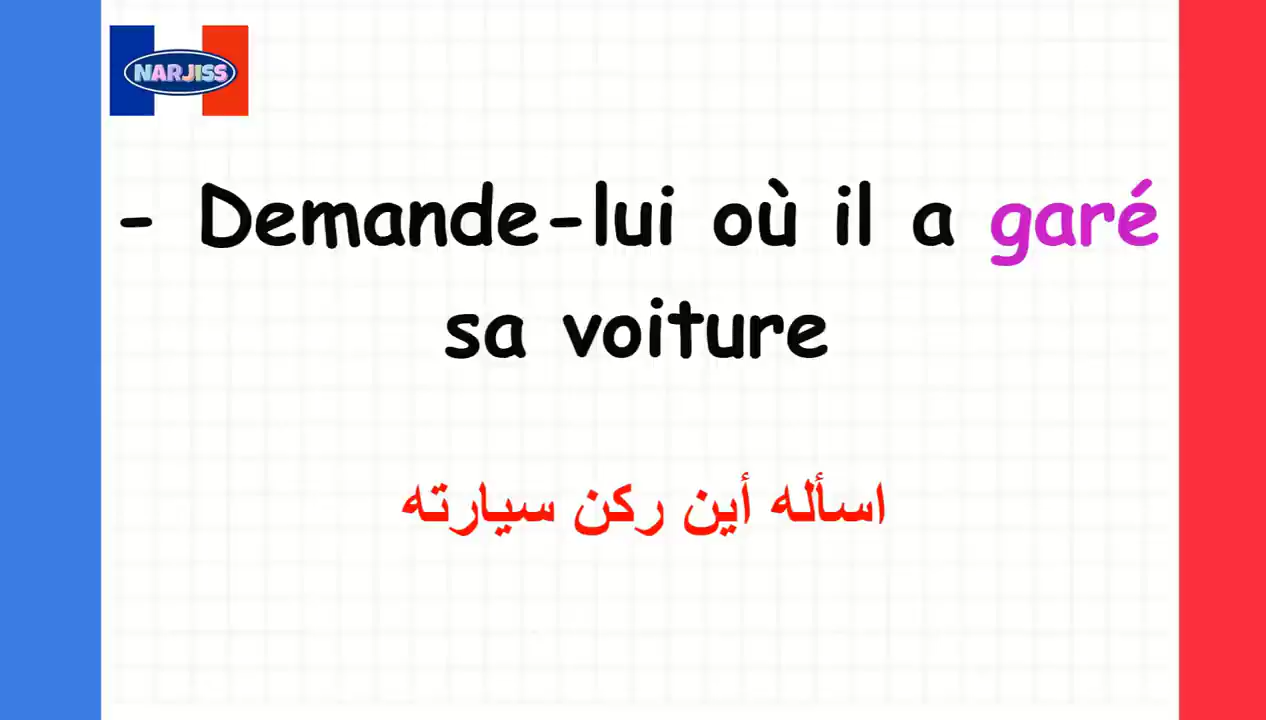 NARJISS
- Demande-lui où il a garé
sa voiture
اسأله أين ركن سيارته